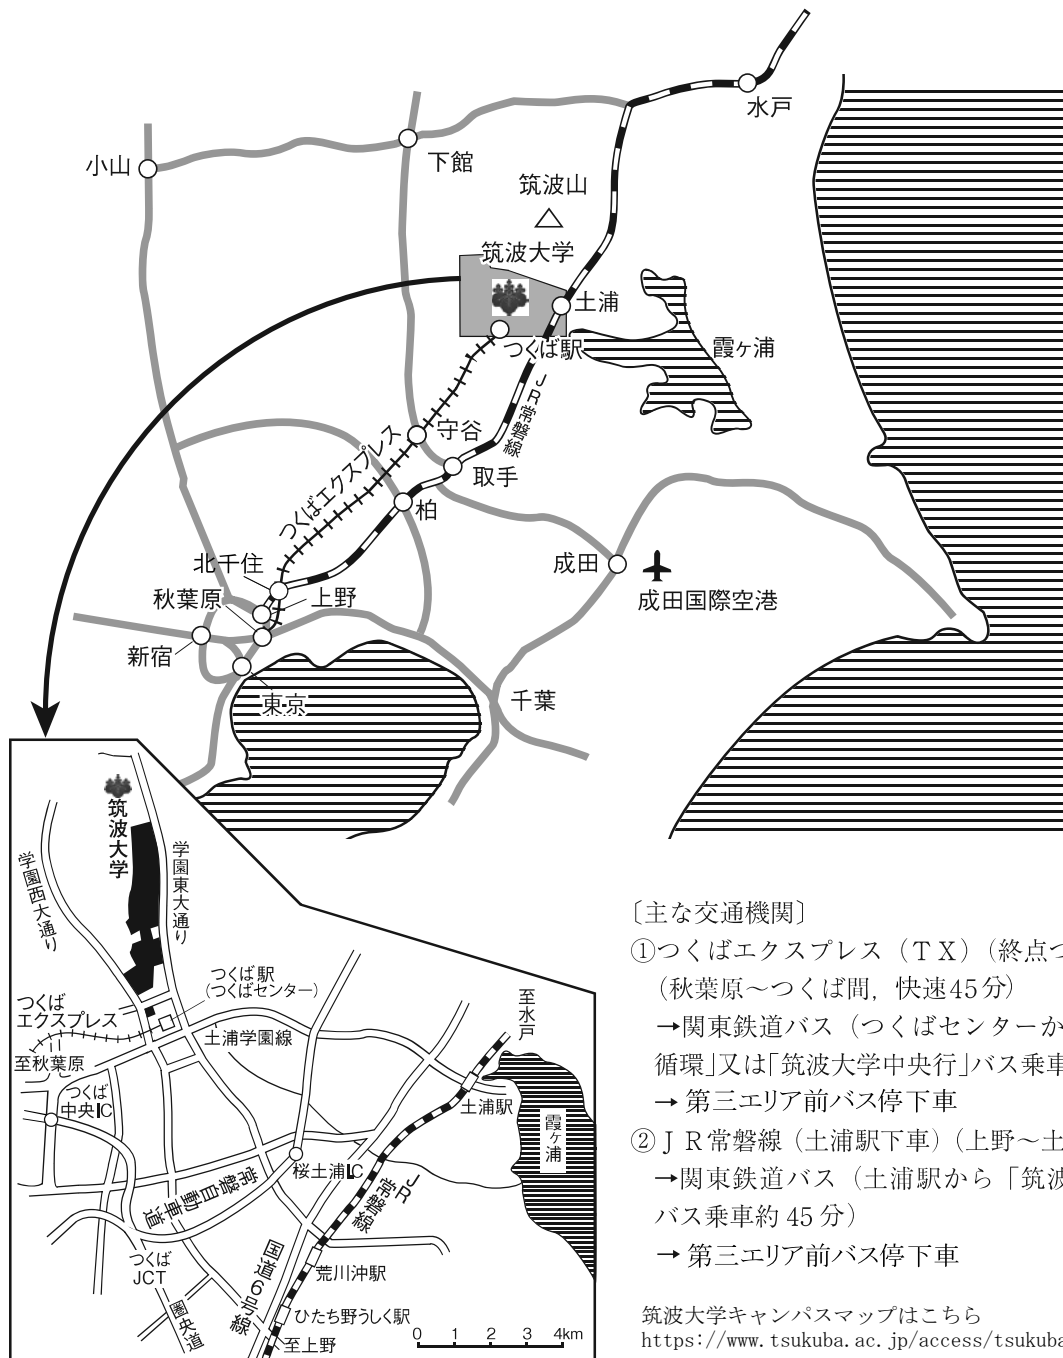 水戸
小山
下館
筑波山
筑波大学
土浦
つくば駅
霞ヶ浦
JR常磐線
守谷
つくばエクスプレス
取手
柏
北千住
成田
成田国際空港
秋葉原
上野
新宿
東京
千葉
筑波大学
学園東大通り
学園西大通り
つくば駅
(つくばセンター)
つくば
エクスプレス
至秋葉原
土浦学園線
至水戸
つくば
中央IC
土浦駅
霞ヶ浦
桜土浦IC
常磐自動車道
JR常磐線
つくば
JCT
国道6号線
荒川沖駅
圏央道
ひたち野うしく駅
至上野
0 1 2 3 4km
〔主な交通機関〕
①つくばエクスプレス（ＴＸ）（終点つ
（秋葉原～つくば間，快速45分）
→関東鉄道バス（つくばセンターか
循環」又は「筑波大学中央行」バス乗車
→ 第三エリア前バス停下車
②ＪＲ常磐線（土浦駅下車）（上野～土
→関東鉄道バス（土浦駅から「筑波
バス乗車約 45 分）
→ 第三エリア前バス停下車
筑波大学キャンパスマップはこちら
https://www.tsukuba.ac.jp/access/tsukuba